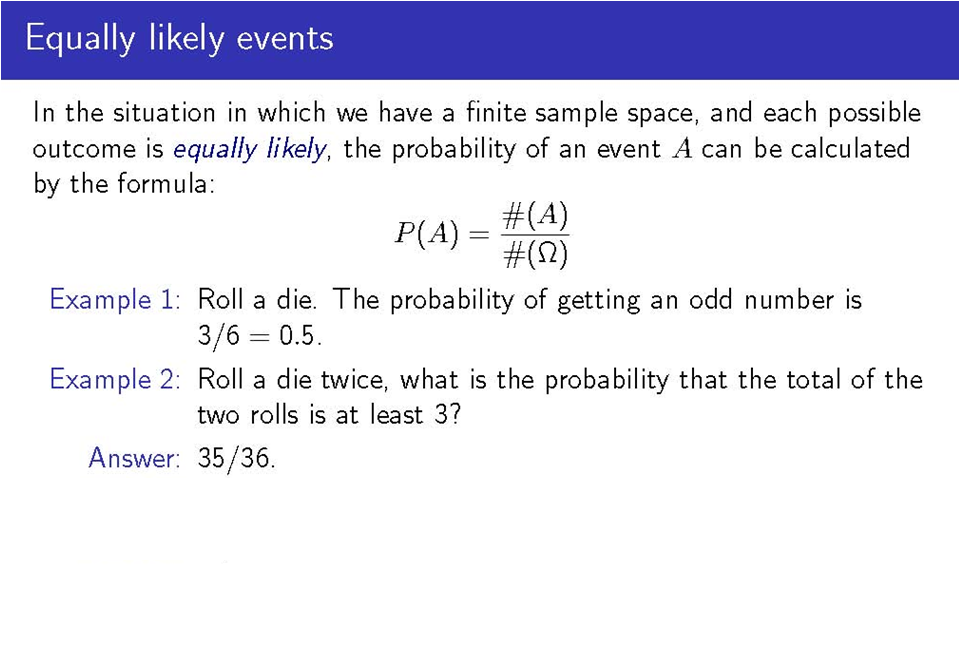 Equally likely events
In the situation in which we have a finite sample space, and each possible
outcome is equally likely, the probability of an event A can be calculated
by the formula:
P(A) = #(A) / #(Ω)
Example 1: Roll a die. The probability of getting an odd number is
3/6 = 0.5.
Example 2: Roll a die twice, what is the probability that the total of the
two rolls is at least 3?
Answer: 35/36.